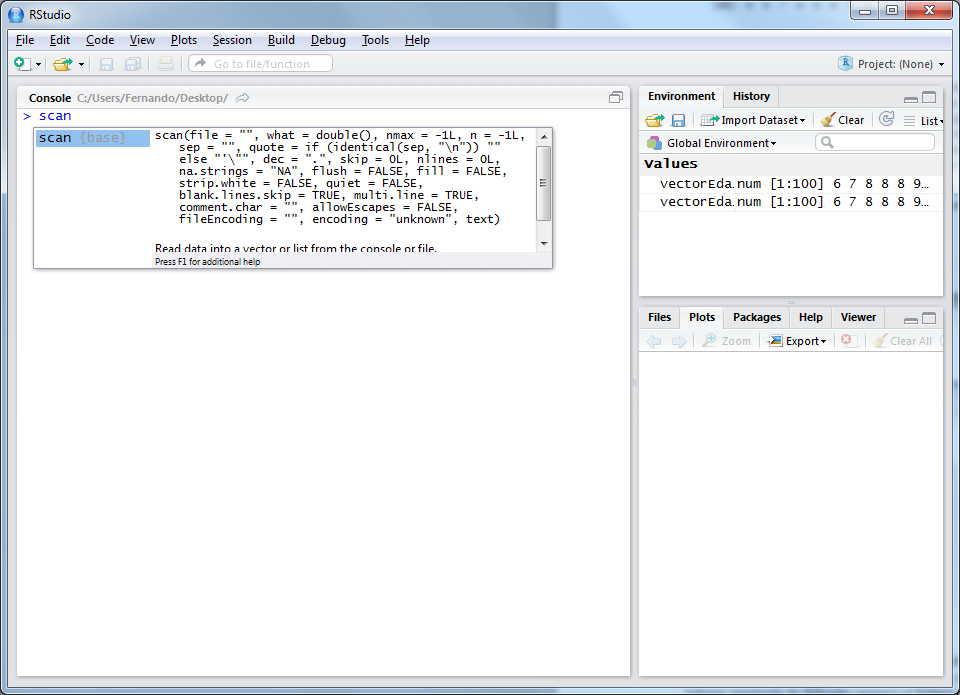 RStudio
File Edit Code View Plots Session Build Debug Tools Help
Go to file/function Project: (None)
Console C:/Users/Fernando/Desktop/
> scan
scan {base}
scan(file = "", what = double(), nmax = -1L, n = -1L,
sep = "", quote = if (identical(sep, "\n")) ""
else "'\"", dec = ".", skip = 0L, nlines = 0L,
na.strings = "NA", flush = FALSE, fill = FALSE,
strip.white = FALSE, quiet = FALSE,
blank.lines.skip = TRUE, multi.line = TRUE,
comment.char = "", allowEscapes = FALSE,
fileEncoding = "", encoding = "unknown", text)
Read data into a vector or list from the console or file.
Press F1 for additional help
Environment History
Import Dataset Clear List
Global Environment
Values
vectorEda num [1:100] 6 7 8 8 8 9…
vectorEda num [1:100] 6 7 8 8 8 9…
Files Plots Packages Help Viewer
Zoom Export Clear All